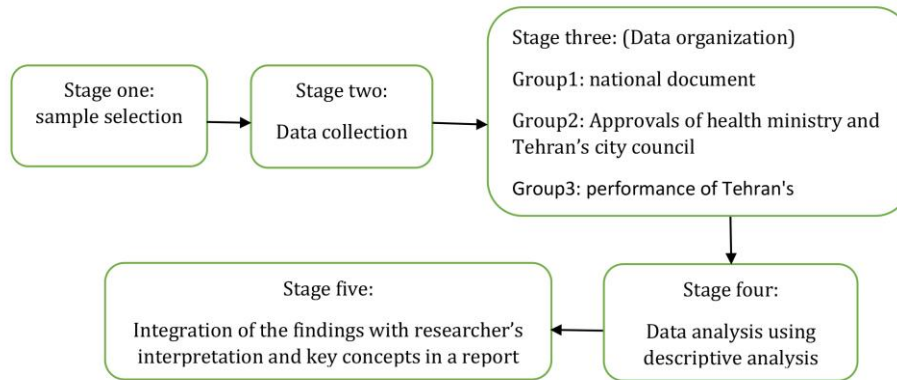 Stage one:
sample selection
Stage two:
Data collection
Stage three: (Data organization)
Group1: national document
Group2: Approvals of health ministry and
Tehran’s city council
Group3: performance of Tehran's
Stage four:
Data analysis using
descriptive analysis
Stage five:
Integration of the findings with researcher’s
interpretation and key concepts in a report